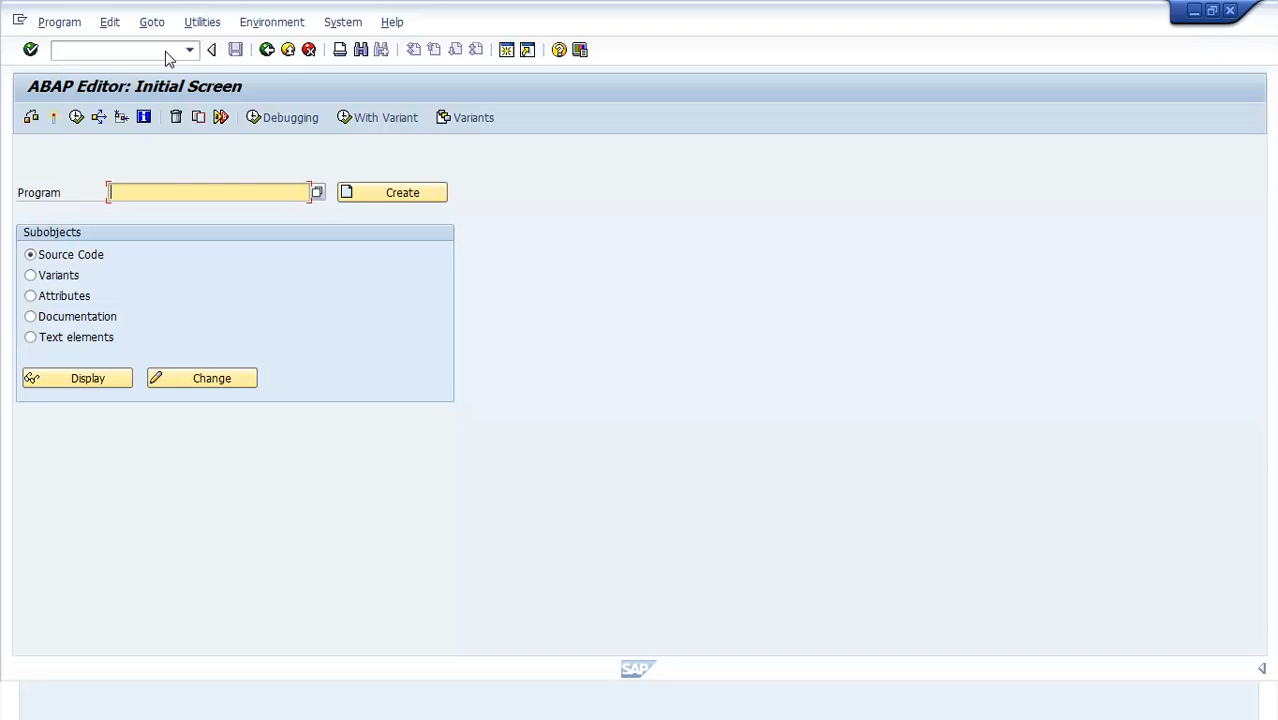 Program Edit Goto Utilities Environment System Help
ABAP Editor: Initial Screen
Debugging With Variant Variants
Program Create
Subobjects
Source Code
Variants
Attributes
Documentation
Text elements
Display Change
SAP